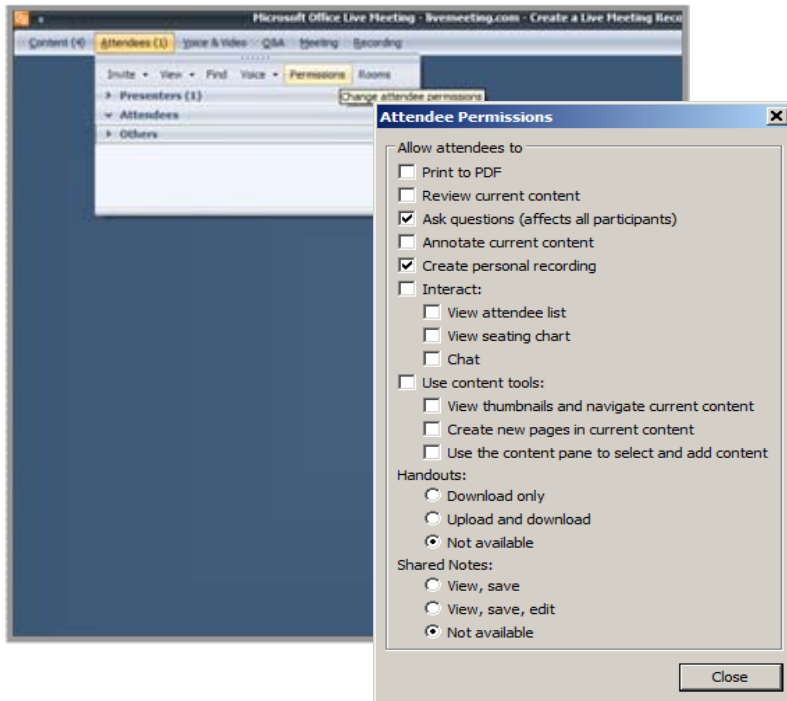 Microsoft Office Live Meeting - livemeeting.com - Create a Live Meeting Reco
Content (4) Attendees (1) Voice & Video Q&A Meeting Recording
Invite View Find Voice Permissions Rooms
Presenters (1)
Change attendee permissions
Attendees
Others
Attendee Permissions
Allow attendees to
Print to PDF
Review current content
Ask questions (affects all participants)
Annotate current content
Create personal recording
Interact:
View attendee list
View seating chart
Chat
Use content tools:
View thumbnails and navigate current content
Create new pages in current content
Use the content pane to select and add content
Handouts:
Download only
Upload and download
Not available
Shared Notes:
View, save
View, save, edit
Not available
Close